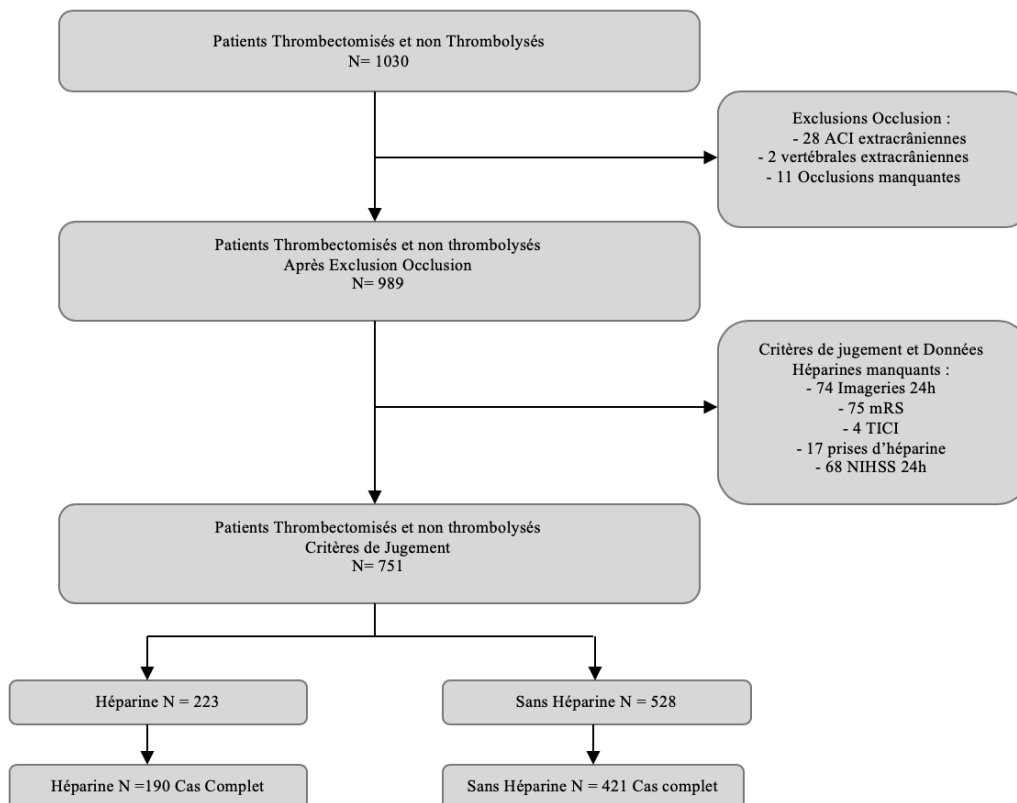 Patients Thrombectomisés et non Thrombolysés
N= 1030
Exclusions Occlusion :
- 28 ACI extracrâniennes
- 2 vertébrales extracrâniennes
- 11 Occlusions manquantes
Patients Thrombectomisés et non thrombolysés
Après Exclusion Occlusion
N= 989
Critères de jugement et Données
Héparines manquants :
- 74 Imageries 24h
- 75 mRS
- 4 TICI
- 17 prises d’héparine
- 68 NIHSS 24h
Patients Thrombectomisés et non thrombolysés
Critères de Jugement
N= 751
Héparine N = 223
Sans Héparine N = 528
Héparine N =190 Cas Complet
Sans Héparine N = 421 Cas complet